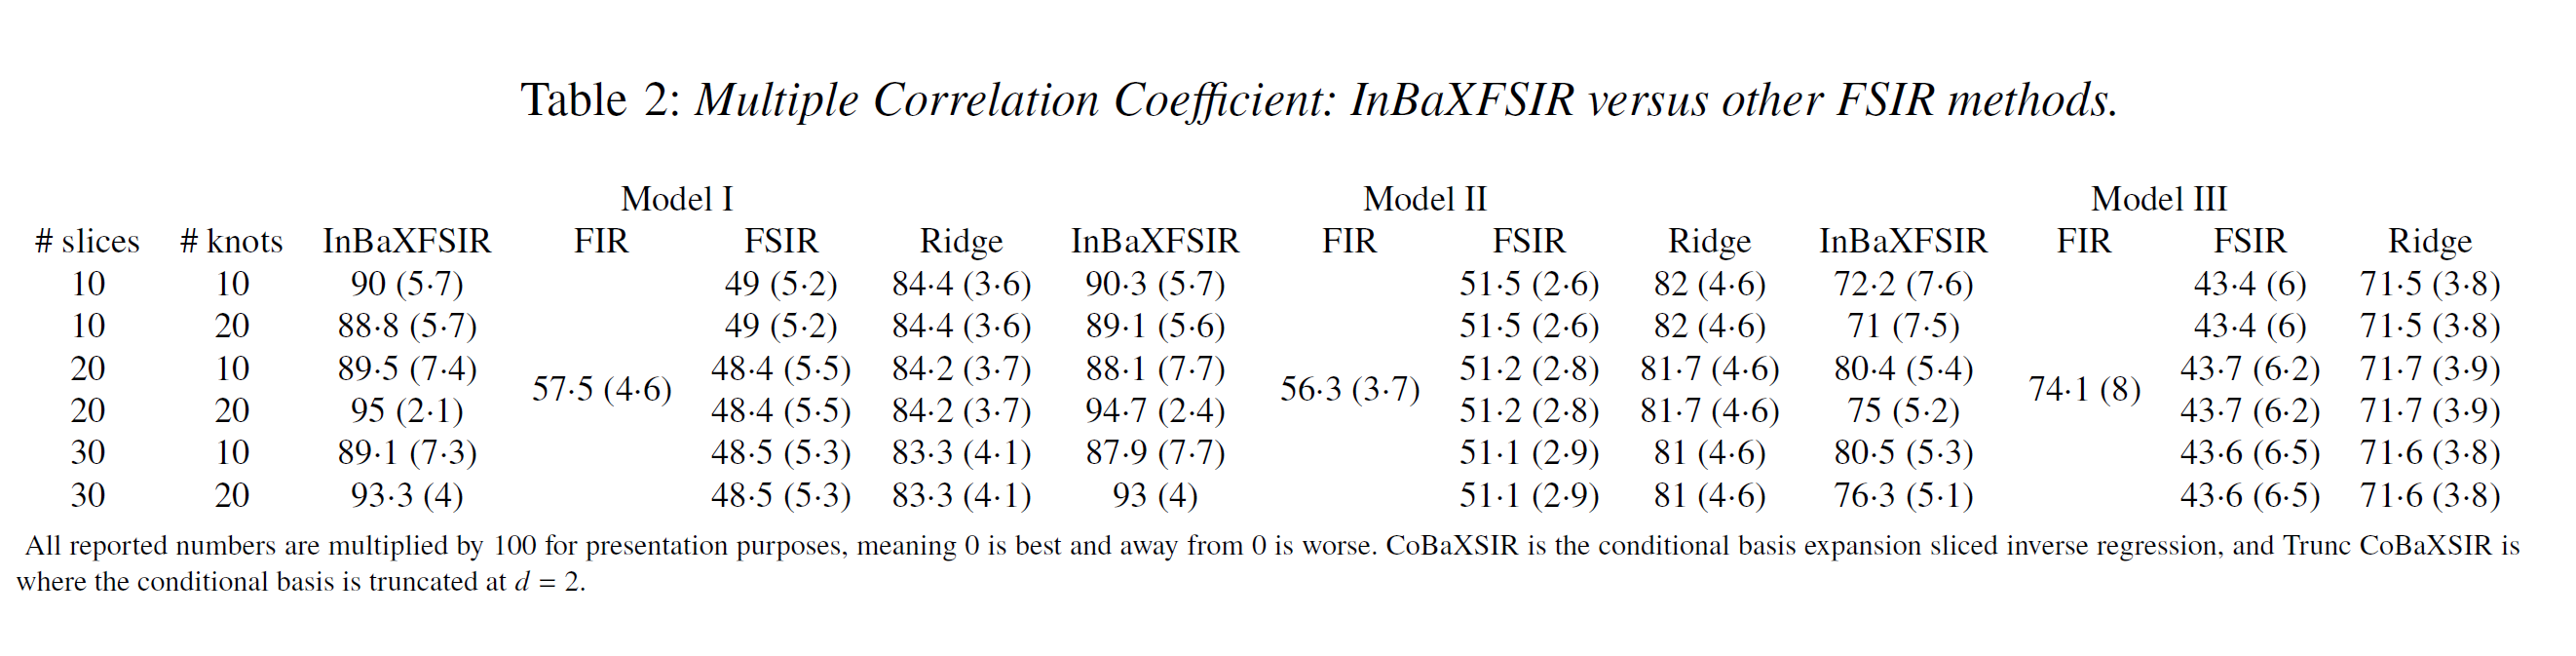 Table 2: Multiple Correlation Coefficient: InBaXFSIR versus other FSIR methods.
Model I Model II Model III
# slices # knots InBaXFSIR FIR FSIR Ridge InBaXFSIR FIR FSIR Ridge InBaXFSIR FIR FSIR Ridge
10 10 90 (5·7) 49 (5·2) 84·4 (3·6) 90·3 (5·7) 51·5 (2·6) 82 (4·6) 72·2 (7·6) 43·4 (6) 71·5 (3·8)
10 20 88·8 (5·7) 49 (5·2) 84·4 (3·6) 89·1 (5·6) 51·5 (2·6) 82 (4·6) 71 (7·5) 43·4 (6) 71·5 (3·8)
20 10 89·5 (7·4) 48·4 (5·5) 84·2 (3·7) 88·1 (7·7) 51·2 (2·8) 81·7 (4·6) 80·4 (5·4) 43·7 (6·2) 71·7 (3·9)
57·5 (4·6) 56·3 (3·7) 74·1 (8)
20 20 95 (2·1) 48·4 (5·5) 84·2 (3·7) 94·7 (2·4) 51·2 (2·8) 81·7 (4·6) 75 (5·2) 43·7 (6·2) 71·7 (3·9)
30 10 89·1 (7·3) 48·5 (5·3) 83·3 (4·1) 87·9 (7·7) 51·1 (2·9) 81 (4·6) 80·5 (5·3) 43·6 (6·5) 71·6 (3·8)
30 20 93·3 (4) 48·5 (5·3) 83·3 (4·1) 93 (4) 51·1 (2·9) 81 (4·6) 76·3 (5·1) 43·6 (6·5) 71·6 (3·8)
All reported numbers are multiplied by 100 for presentation purposes, meaning 0 is best and away from 0 is worse. CoBaXSIR is the conditional basis expansion sliced inverse regression, and Trunc CoBaXSIR is
where the conditional basis is truncated at d = 2.